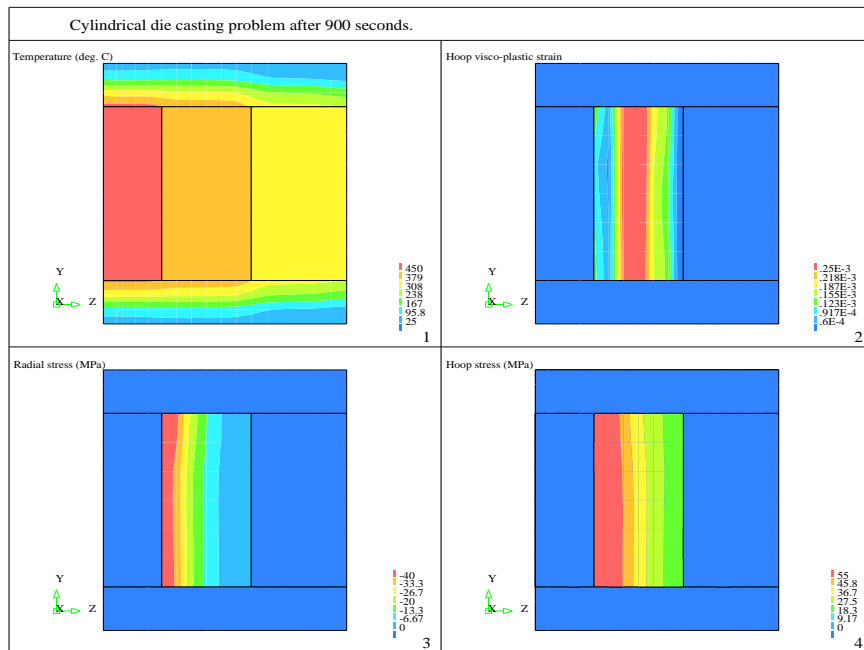 Cylindrical die casting problem after 900 seconds.
Temperature (deg. C)
Y
X Z
450
379
308
238
167
95.8
25
1
Hoop visco-plastic strain
Y
X Z
.25E-3
.218E-3
.187E-3
.155E-3
.123E-3
.917E-4
.6E-4
2
Radial stress (MPa)
Y
X Z
-40
-33.3
-26.7
-20
-13.3
-6.67
0
3
Hoop stress (MPa)
Y
X Z
55
45.8
36.7
27.5
18.3
9.17
0
4